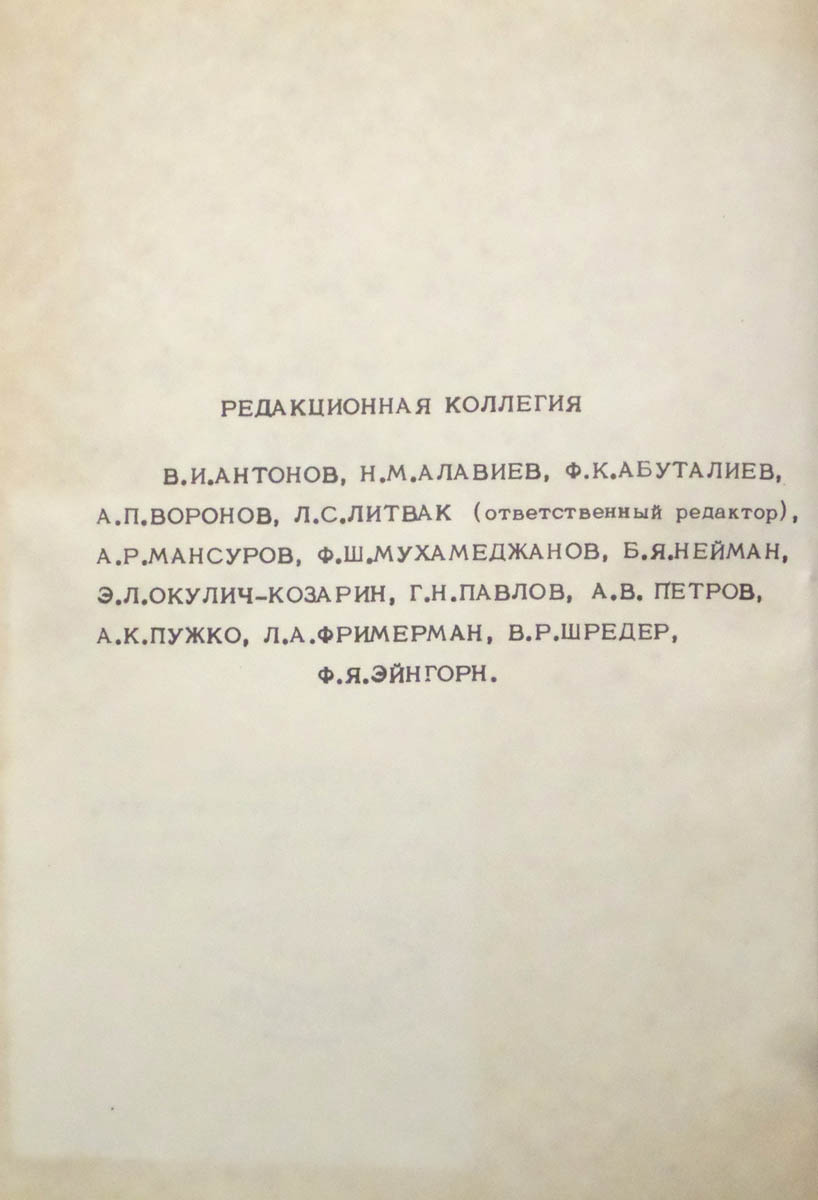 РЕДАКЦИОННАЯ КОЛЛЕГИЯ
В.И.АНТОНОВ, Н.М.АЛАВИЕВ, Ф.К.АБУТАЛИЕВ,
А.П.ВОРОНОВ, Л.С.ЛИТВАК (ответственный редактор),
А.Р.МАНСУРОВ, Ф.Ш.МУХАМЕДЖАНОВ, Б.Я.НЕЙМАН,
Э.Л.ОКУЛИЧ-КОЗАРИН, Г.Н.ПАВЛОВ, А.В. ПЕТРОВ,
А.К.ПУЖКО, Л.А.ФРИМЕРМАН, В.Р.ШРЕДЕР,
Ф.Я.ЭЙНГОРН.